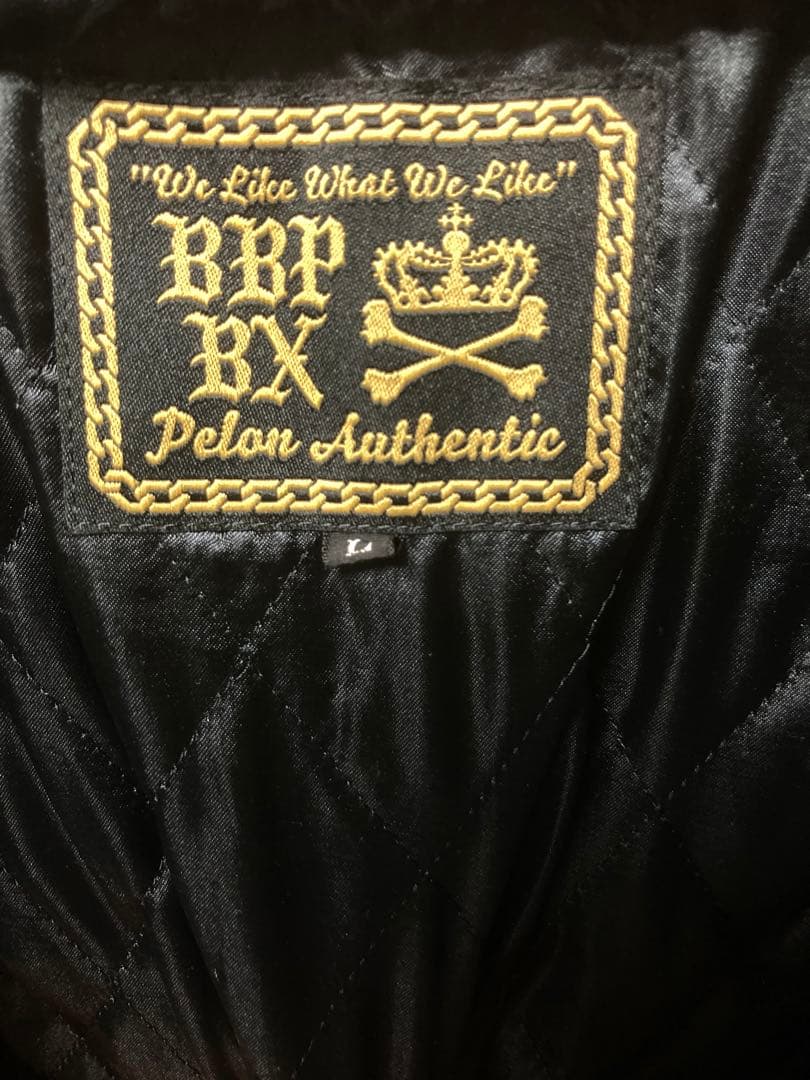 "We Like What We Like"
BBP
BX
Pelon Authentic
L